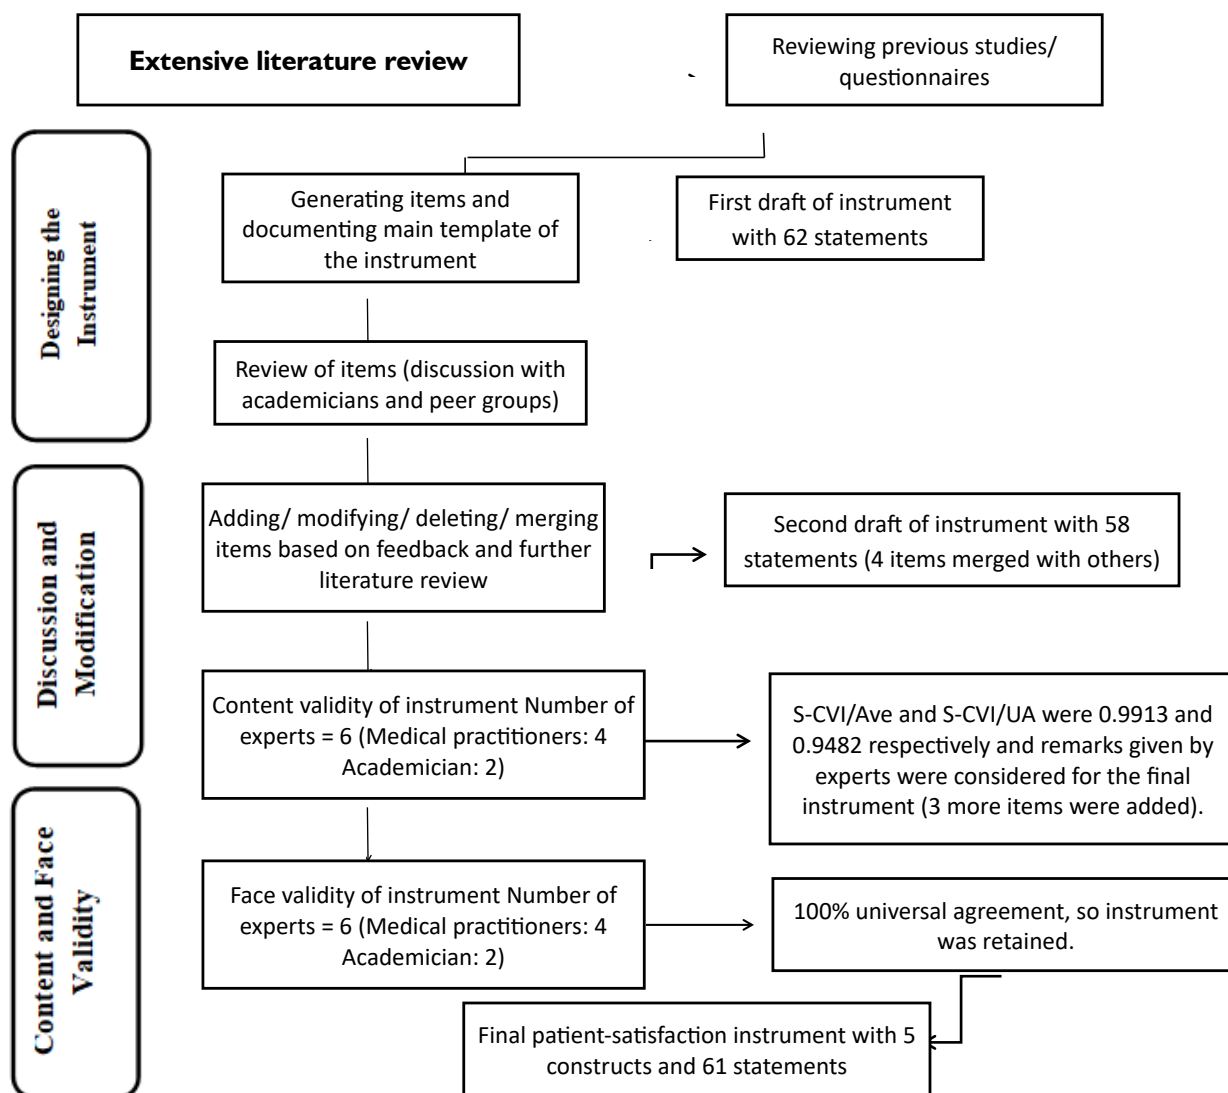 Extensive literature review
Reviewing previous studies/
questionnaires
Designing the
Instrument
Generating items and
documenting main template of
the instrument
First draft of instrument
with 62 statements
Review of items (discussion with
academicians and peer groups)
Discussion and
Modification
Adding/ modifying/ deleting/ merging
items based on feedback and further
literature review
Second draft of instrument with 58
statements (4 items merged with others)
Content validity of instrument Number of
experts = 6 (Medical practitioners: 4
Academician: 2)
S-CVI/Ave and S-CVI/UA were 0.9913 and
0.9482 respectively and remarks given by
experts were considered for the final
instrument (3 more items were added).
Content and Face
Validity
Face validity of instrument Number of
experts = 6 (Medical practitioners: 4
Academician: 2)
100% universal agreement, so instrument
was retained.
Final patient-satisfaction instrument with 5
constructs and 61 statements